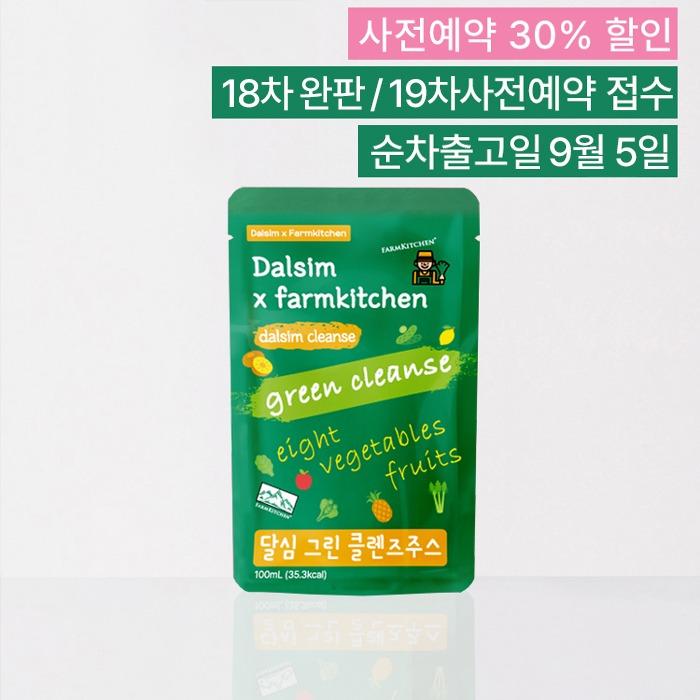 사전예약 30% 할인
18차 완판 / 19차사전예약 접수
순차출고일 9월 5일
Dalsim x Farmkitchen
FARMKITCHEN®
Dalsim
x farmkitchen
dalsim cleanse
green cleanse
eight
vegetables
fruits
FARMKITCHEN®
달심 그린 클렌즈주스
100mL (35.3kcal)